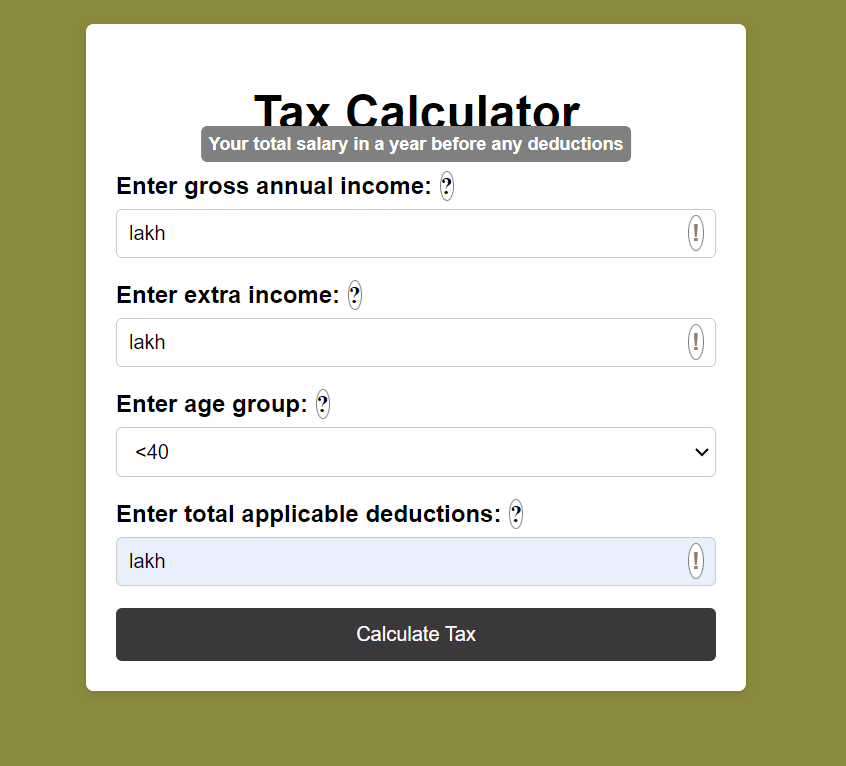 Tax Calculator
Your total salary in a year before any deductions
Enter gross annual income: ?
lakh !
Enter extra income: ?
lakh !
Enter age group: ?
<40
Enter total applicable deductions: ?
lakh !
Calculate Tax